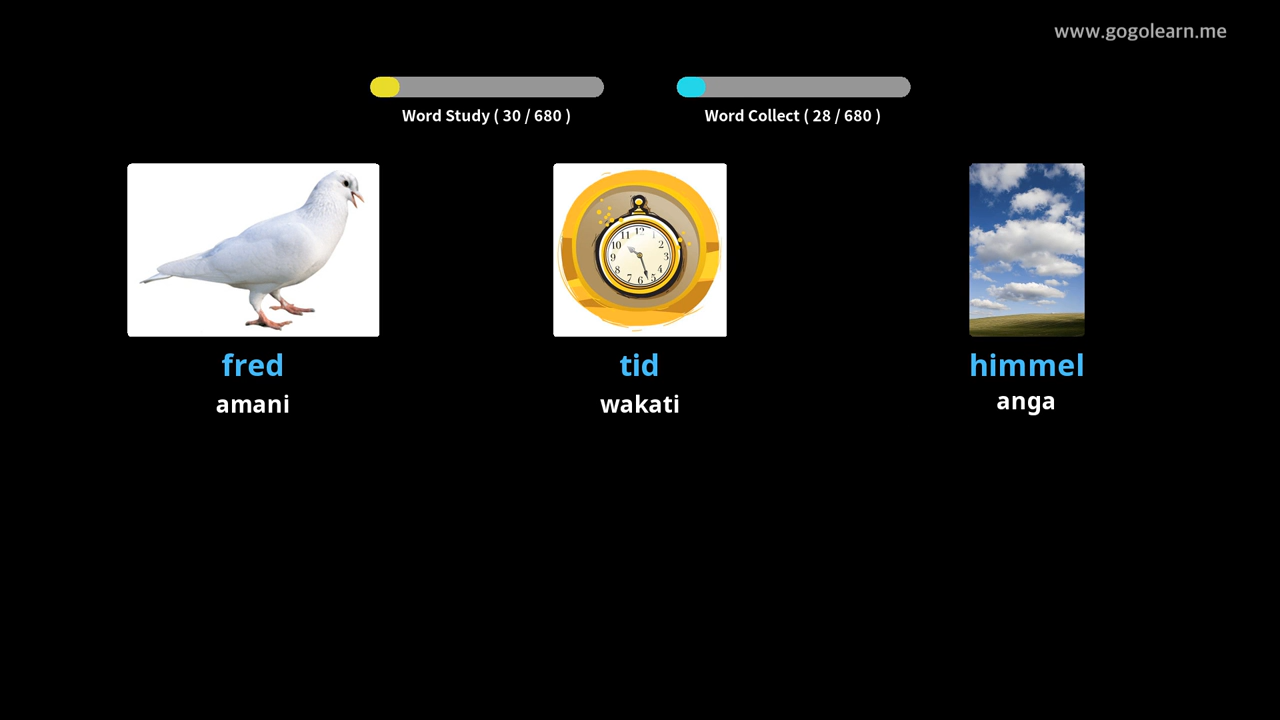 www.gogolearn.me
Word Study ( 30 / 680 )
Word Collect ( 28 / 680 )
fred
amani
tid
wakati
himmel
anga